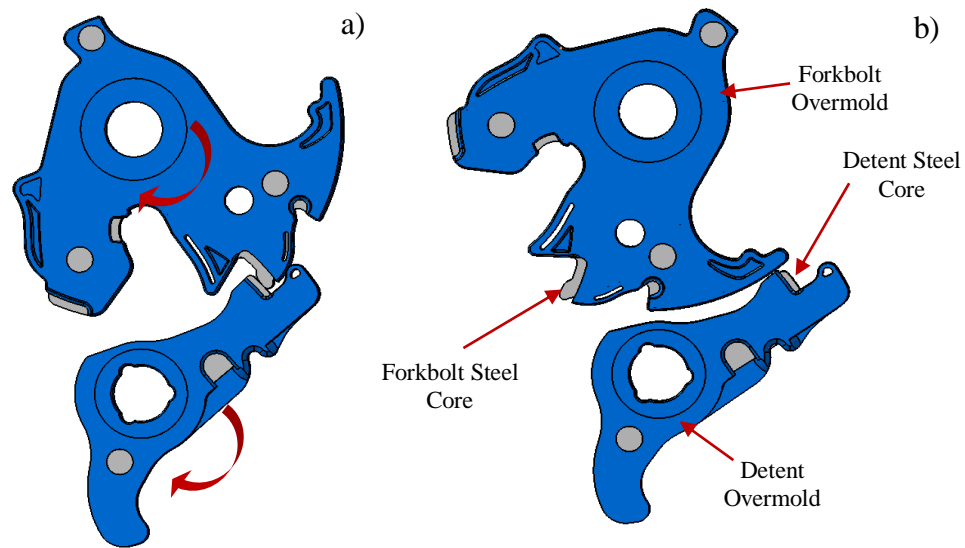 a)
b)
Forkbolt
Overmold
Detent Steel
Core
Forkbolt Steel
Core
Detent
Overmold